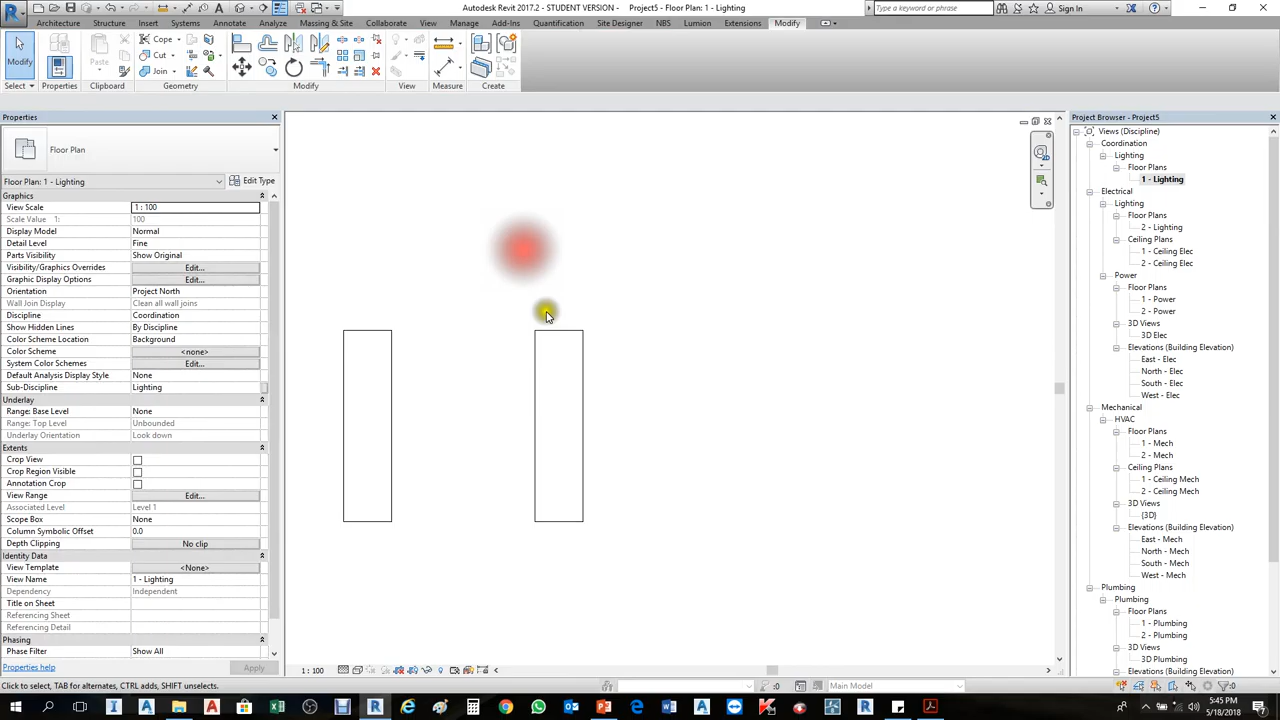 Autodesk Revit 2017.2 - STUDENT VERSION - Project5 - Floor Plan: 1 - Lighting
Type a keyword or phrase
Sign In
Architecture Structure Insert Systems Annotate Analyze Massing & Site Collaborate View Manage Add-Ins Quantification Site Designer NBS Lumion Extensions Modify
Modify
Paste
Cope
Cut
Join
Select Properties Clipboard Geometry Modify View Measure Create
Properties
Floor Plan
Floor Plan: 1 - Lighting
Edit Type
Graphics
View Scale 1 : 100
Scale Value 1: 100
Display Model Normal
Detail Level Fine
Parts Visibility Show Original
Visibility/Graphics Overrides Edit...
Graphic Display Options Edit...
Orientation Project North
Wall Join Display Clean all wall joins
Discipline Coordination
Show Hidden Lines By Discipline
Color Scheme Location Background
Color Scheme <none>
System Color Schemes Edit...
Default Analysis Display Style None
Sub-Discipline Lighting
Underlay
Range: Base Level None
Range: Top Level Unbounded
Underlay Orientation Look down
Extents
Crop View
Crop Region Visible
Annotation Crop
View Range Edit...
Associated Level Level 1
Scope Box None
Column Symbolic Offset 0.0
Depth Clipping No clip
Identity Data
View Template <None>
View Name 1 - Lighting
Dependency Independent
Title on Sheet
Referencing Sheet
Referencing Detail
Phasing
Phase Filter Show All
Properties help
Apply
Project Browser - Project5
Views (Discipline)
Coordination
Lighting
Floor Plans
1 - Lighting
Electrical
Lighting
Floor Plans
2 - Lighting
Ceiling Plans
1 - Ceiling Elec
2 - Ceiling Elec
Power
Floor Plans
1 - Power
2 - Power
3D Views
3D Elec
Elevations (Building Elevation)
East - Elec
North - Elec
South - Elec
West - Elec
Mechanical
HVAC
Floor Plans
1 - Mech
2 - Mech
Ceiling Plans
1 - Ceiling Mech
2 - Ceiling Mech
3D Views
{3D}
Elevations (Building Elevation)
East - Mech
North - Mech
South - Mech
West - Mech
Plumbing
Plumbing
Floor Plans
1 - Plumbing
2 - Plumbing
3D Views
3D Plumbing
Elevations (Building Elevation)
1 : 100
Click to select, TAB for alternates, CTRL adds, SHIFT unselects.
:0
Main Model
:0
5:45 PM
5/18/2018